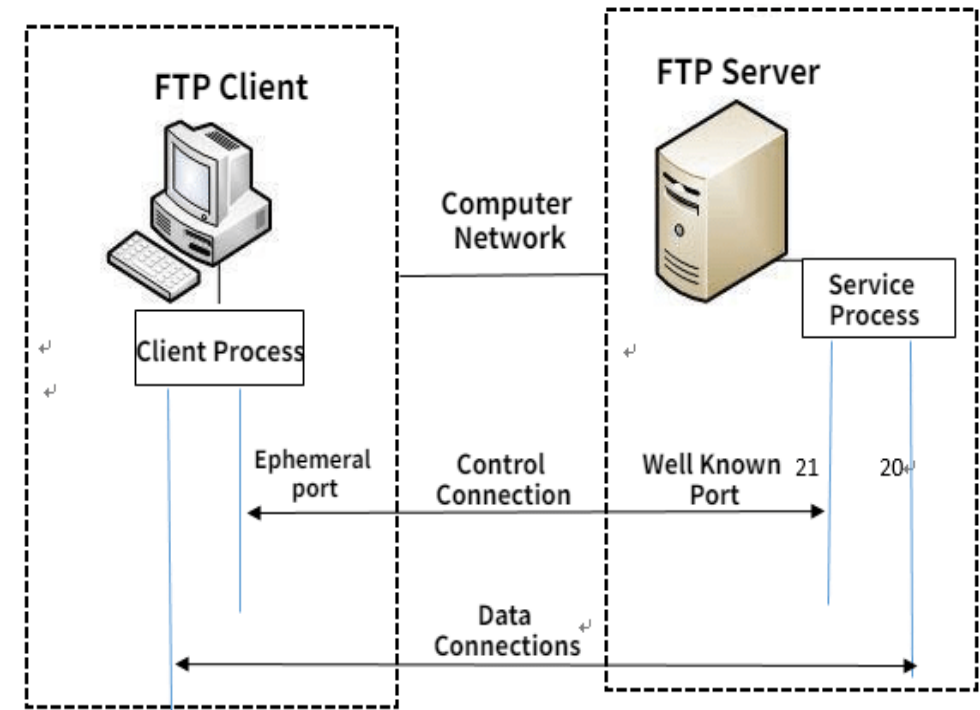 FTP Client
FTP Server
Computer
Network
Service
Process
Client Process
Ephemeral
port
Control
Connection
Well Known
Port
21
20
Data
Connections